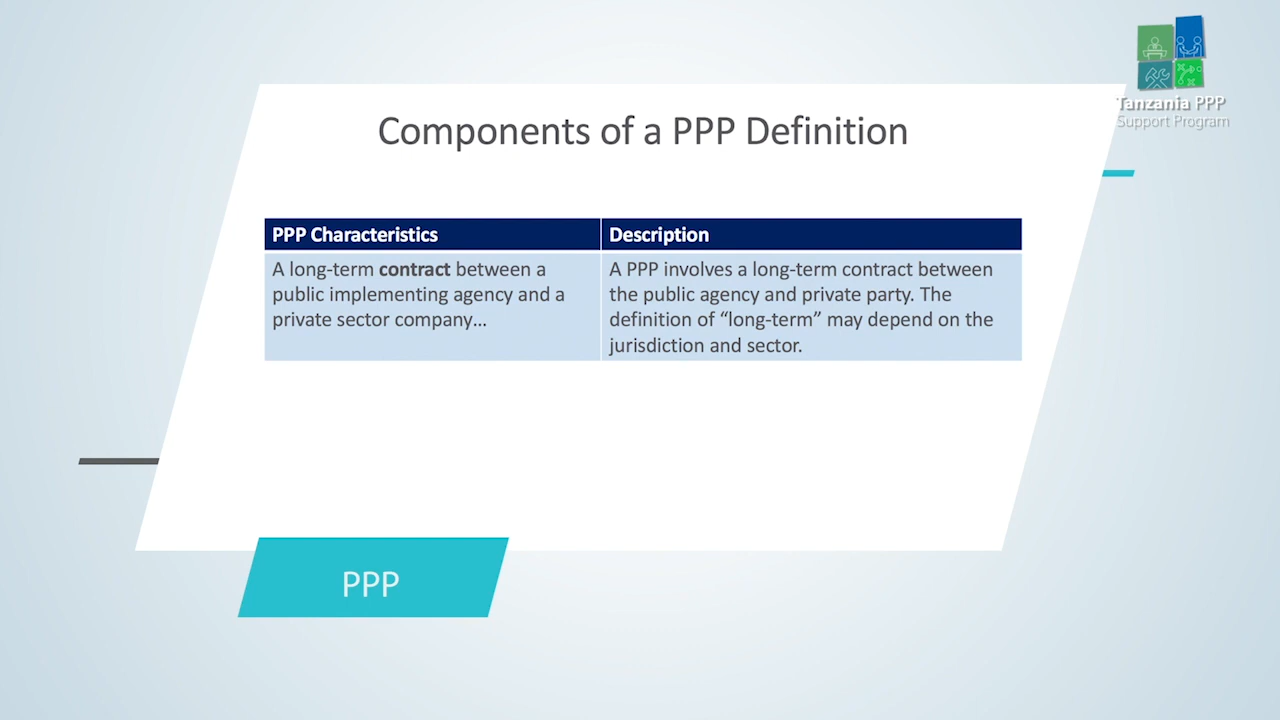 Tanzania PPP
Support Program
Components of a PPP Definition
PPP Characteristics
Description
A long-term contract between a
public implementing agency and a
private sector company…
A PPP involves a long-term contract between
the public agency and private party. The
definition of “long-term” may depend on the
jurisdiction and sector.
PPP